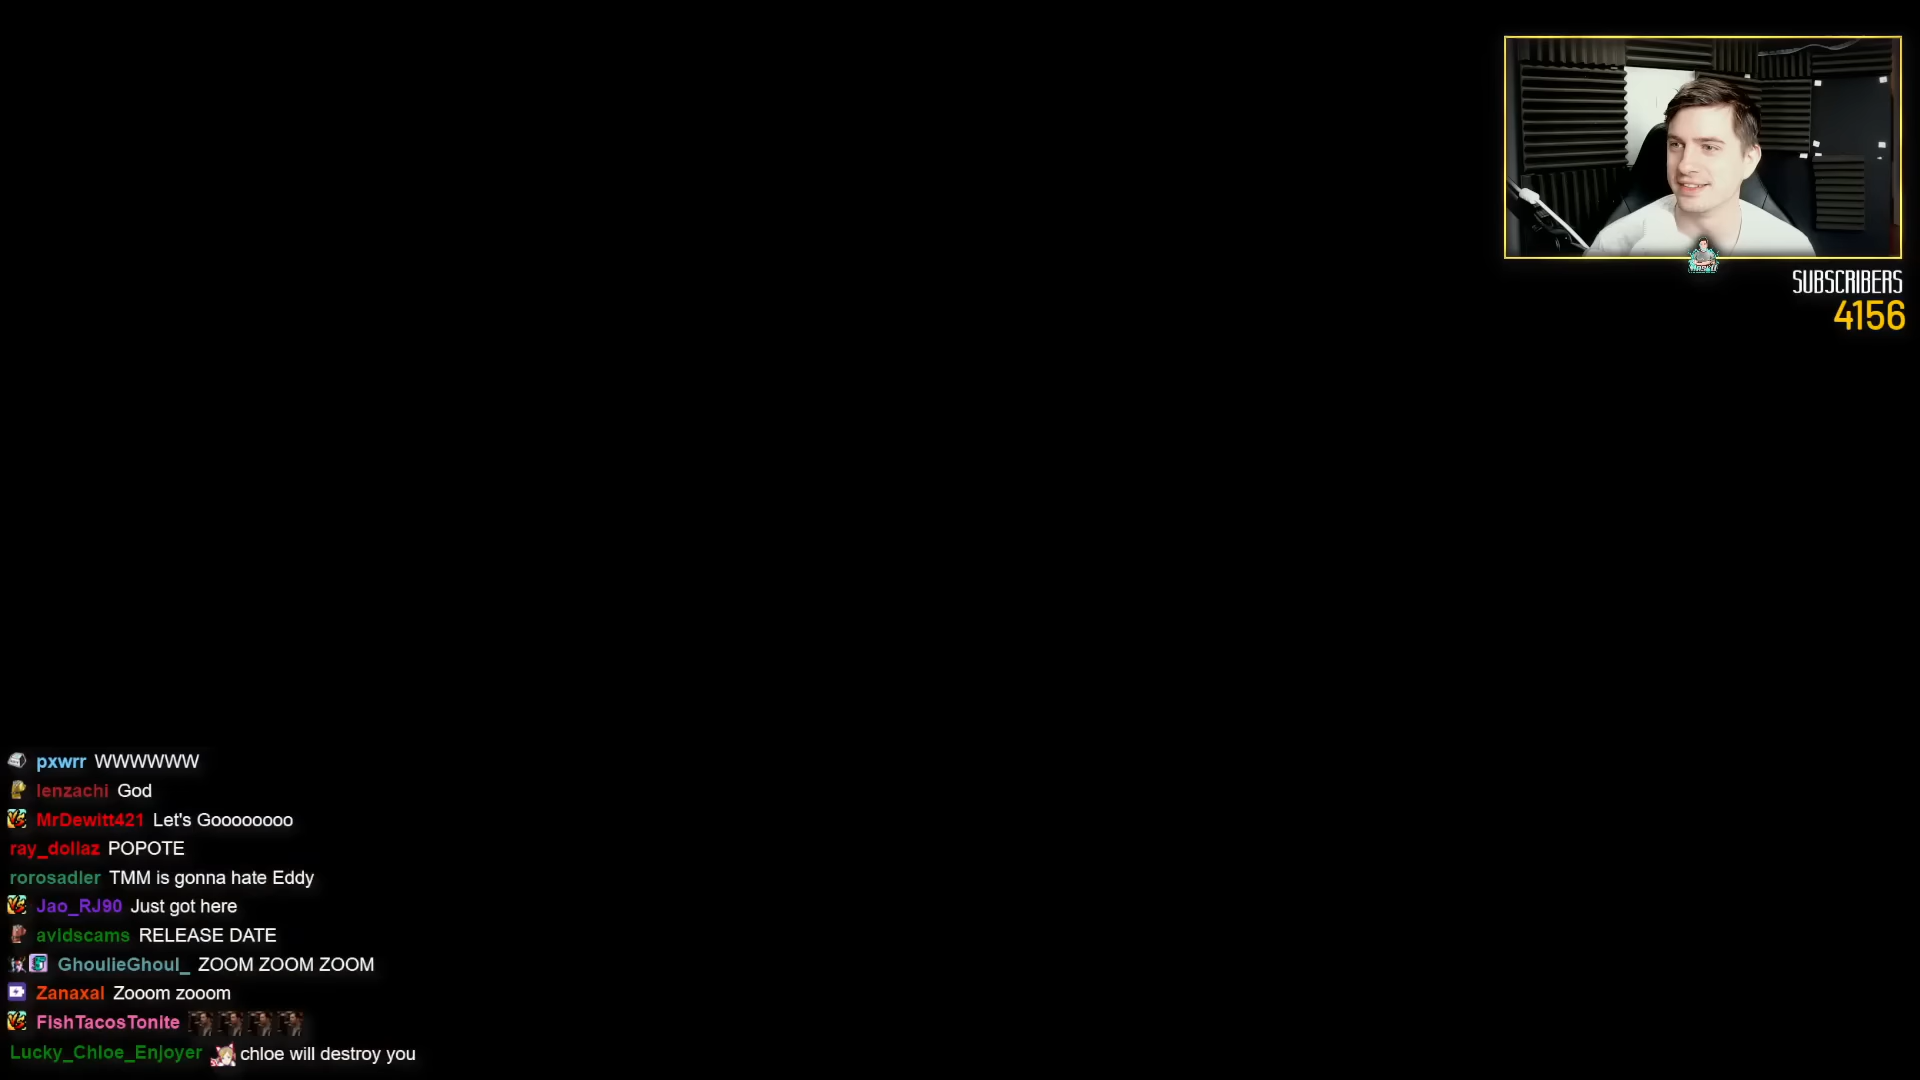 SUBSCRIBERS
4156
pxwrr WWWWWW
lenzachi God
MrDewitt421 Let's Goooooooo
ray_dollaz POPOTE
rorosadler TMM is gonna hate Eddy
Jao_RJ90 Just got here
avidscams RELEASE DATE
GhoulieGhoul_ ZOOM ZOOM ZOOM
Zanaxal Zooom zooom
FishTacosTonite
Lucky_Chloe_Enjoyer chloe will destroy you